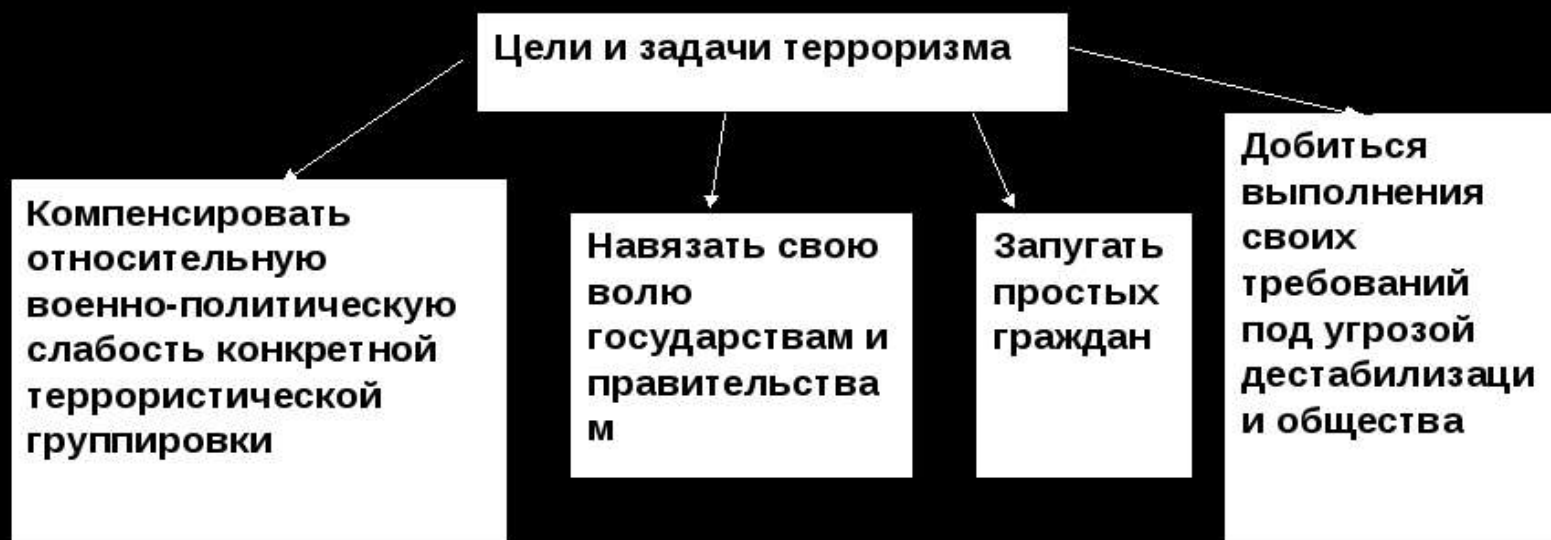 Цели и задачи терроризма
Компенсировать
относительную
военно-политическую
слабость конкретной
террористической
группировки
Навязать свою
волю
государствам и
правительства
м
Запугать
простых
граждан
Добиться
выполнения
своих
требований
под угрозой
дестабилизаци
и общества